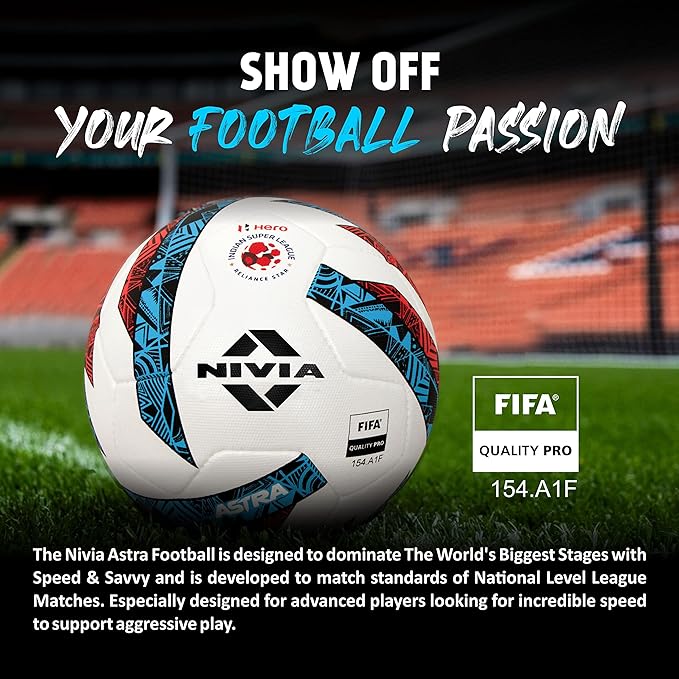 SHOW OFF
YOUR FOOTBALL PASSION
Hero
INDIAN SUPER LEAGUE
RELIANCE STAR
NIVIA
FIFA
QUALITY PRO
154.A1F
ASTRA
FIFA®
QUALITY PRO
154.A1F
The Nivia Astra Football is designed to dominate The World's Biggest Stages with
Speed & Savvy and is developed to match standards of National Level League
Matches. Especially designed for advanced players looking for incredible speed
to support aggressive play.